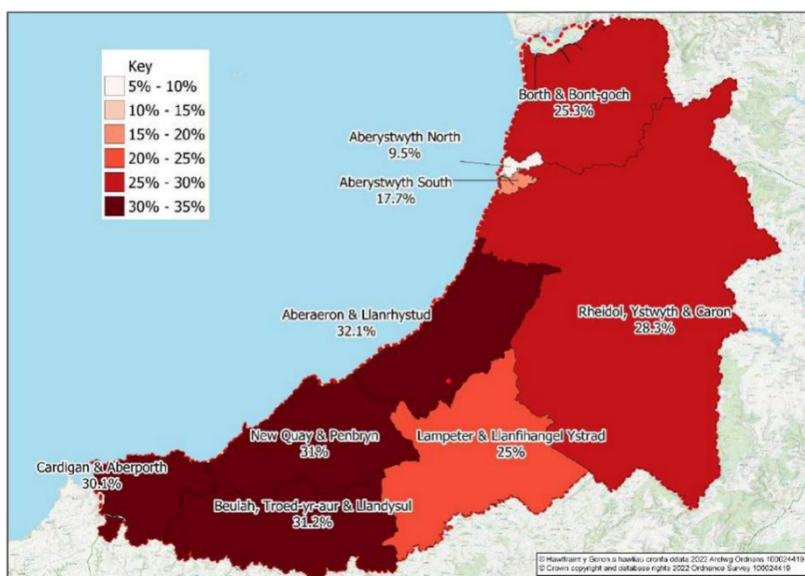 Key
5% - 10%
10% - 15%
15% - 20%
20% - 25%
25% - 30%
30% - 35%
Borth & Bont-goch
25.3%
Aberystwyth North
9.5%
Aberystwyth South
17.7%
Aberaeron & Llanrhystud
32.1%
Rheidol, Ystwyth & Caron
28.3%
New Quay & Penbryn
31%
Lampeter & Llanfihangel Ystrad
25%
Cardigan & Aberporth
30.1%
Beulah, Troed-yr-aur & Llandysul
31.2%
© Hawlfraint y Goron a hawliau cronfa ddata 2022 Arolwg Ordnans 100024419
© Crown copyright and database rights 2022 Ordnance Survey 100024419